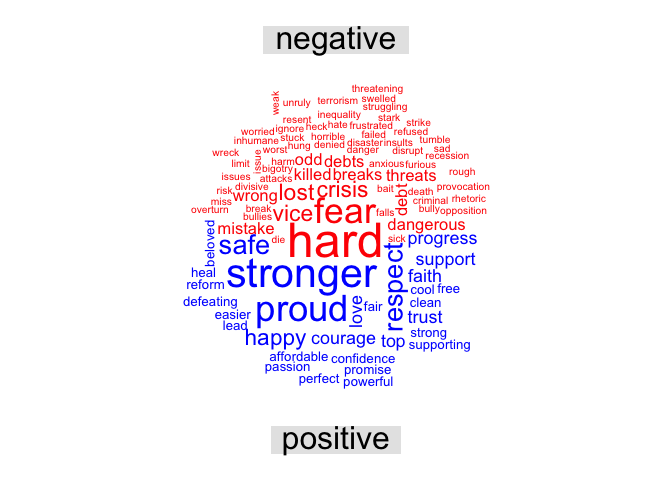 negative
threatening
weak
unruly terrorism swelled
struggling
inequality
resent stark
heck hate frustrated strike
worried ignore
failed refused
inhumane stuck horrible tumble
hung denied disaster insults
wreck worst danger disrupt sad
issue recession
limit harm odd debts anxious furious
bigotry rough
issues attacks killed breaks threats
divisive bait provocation
risk wrong lost crisis debt death
miss criminal rhetoric
overturn break vice fear falls bully opposition
bullies
mistake dangerous
beloved safe die hard sick progress
support
heal stronger respect faith
reform cool free
defeating proud love fair clean
easier trust
lead strong
happy courage top supporting
affordable confidence
passion promise
perfect powerful
positive